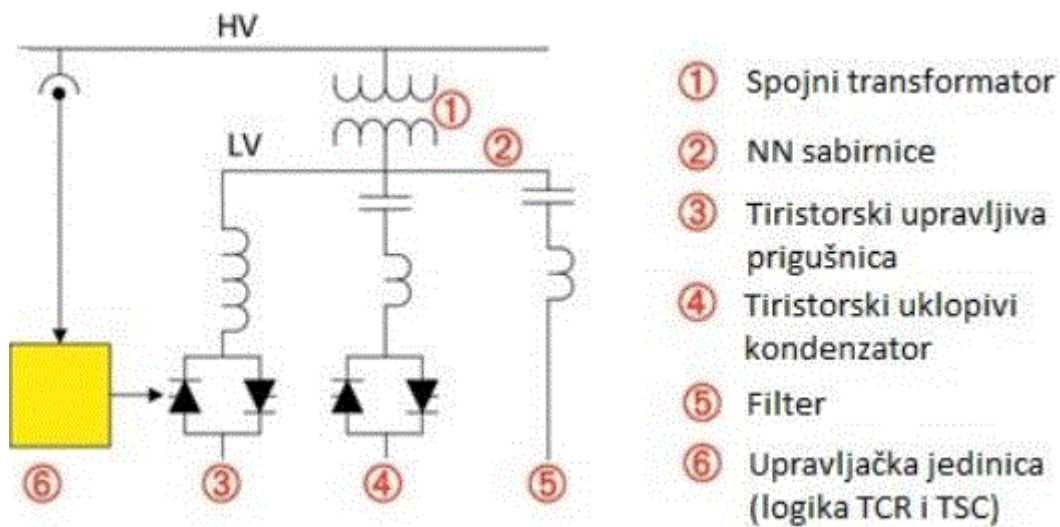 HV
① Spojni transformator
①
② NN sabirnice
LV
②
③ Tiristorski upravljiva
prigušnica
④ Tiristorski uklopivi
kondenzator
⑤ Filter
⑥ Upravljačka jedinica
(logika TCR i TSC)
⑥ ③ ④ ⑤